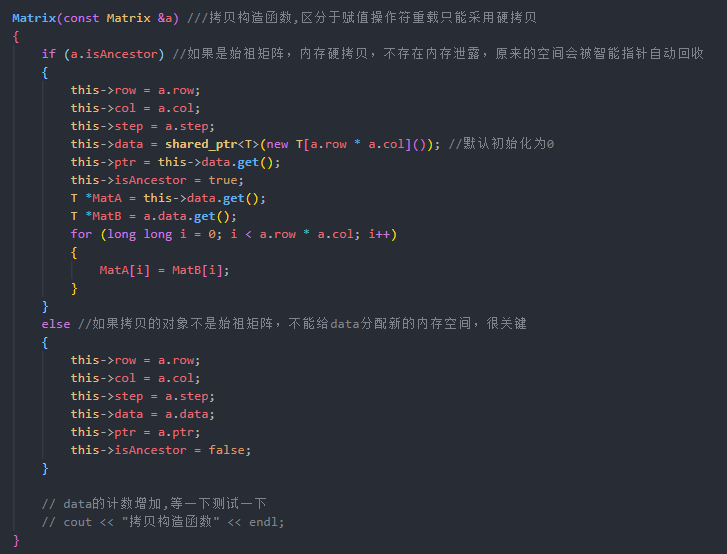 Matrix(const Matrix &a) ///拷贝构造函数,区分于赋值操作符重载只能采用硬拷贝
{
if (a.isAncestor) //如果是始祖矩阵，内存硬拷贝，不存在内存泄露，原来的空间会被智能指针自动回收
{
this->row = a.row;
this->col = a.col;
this->step = a.step;
this->data = shared_ptr<T>(new T[a.row * a.col]()); //默认初始化为0
this->ptr = this->data.get();
this->isAncestor = true;
T *MatA = this->data.get();
T *MatB = a.data.get();
for (long long i = 0; i < a.row * a.col; i++)
{
MatA[i] = MatB[i];
}
}
else //如果拷贝的对象不是始祖矩阵，不能给data分配新的内存空间，很关键
{
this->row = a.row;
this->col = a.col;
this->step = a.step;
this->data = a.data;
this->ptr = a.ptr;
this->isAncestor = false;
}
// data的计数增加,等一下测试一下
// cout << "拷贝构造函数" << endl;
}